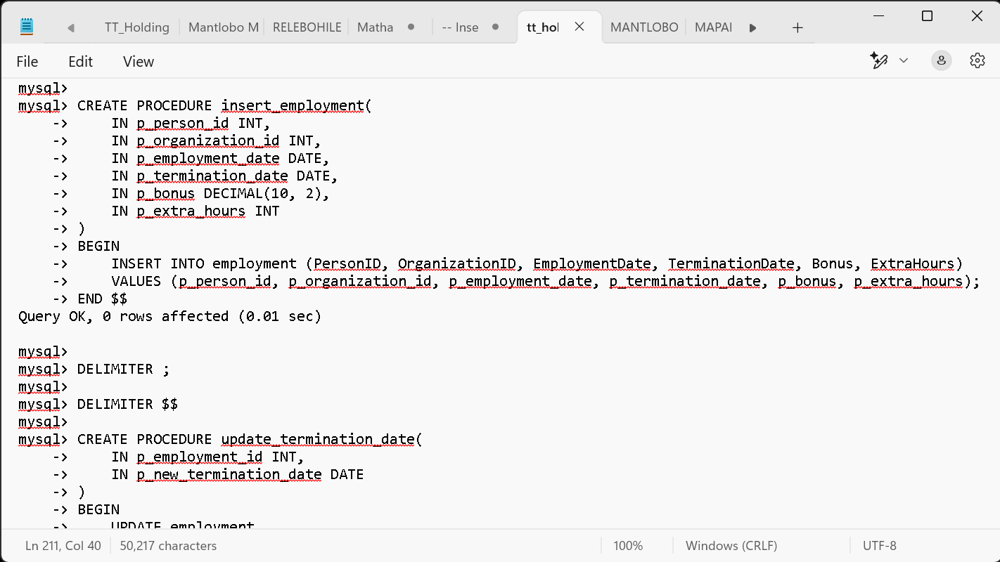 TT_Holding
Mantlobo M
RELEBOHILE
Matha
-- Inse
tt_hol
MANTLOBO
MAPAI
File
Edit
View
mysql>
mysql> CREATE PROCEDURE insert_employment(
-> IN p_person_id INT,
-> IN p_organization_id INT,
-> IN p_employment_date DATE,
-> IN p_termination_date DATE,
-> IN p_bonus DECIMAL(10, 2),
-> IN p_extra_hours INT
-> )
-> BEGIN
-> INSERT INTO employment (PersonID, OrganizationID, EmploymentDate, TerminationDate, Bonus, ExtraHours)
-> VALUES (p_person_id, p_organization_id, p_employment_date, p_termination_date, p_bonus, p_extra_hours);
-> END $$
Query OK, 0 rows affected (0.01 sec)
mysql>
mysql> DELIMITER ;
mysql>
mysql> DELIMITER $$
mysql>
mysql> CREATE PROCEDURE update_termination_date(
-> IN p_employment_id INT,
-> IN p_new_termination_date DATE
-> )
-> BEGIN
-> UPDATE employment
Ln 211, Col 40
50,217 characters
100%
Windows (CRLF)
UTF-8